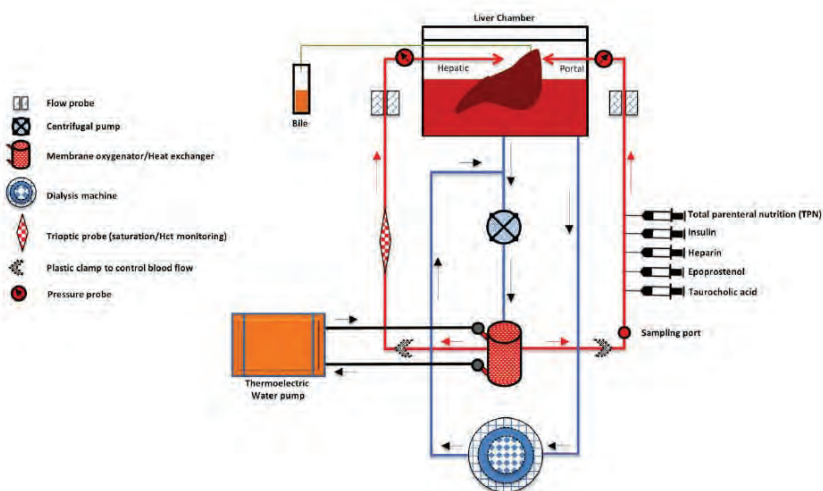 Liver Chamber
Hepatic
Portal
Bile
Flow probe
Centrifugal pump
Membrane oxygenator/Heat exchanger
Dialysis machine
Trioptic probe (saturation/Hct monitoring)
Plastic clamp to control blood flow
Pressure probe
Total parenteral nutrition (TPN)
Insulin
Heparin
Epoprostenol
Taurocholic acid
Sampling port
Thermoelectric
Water pump